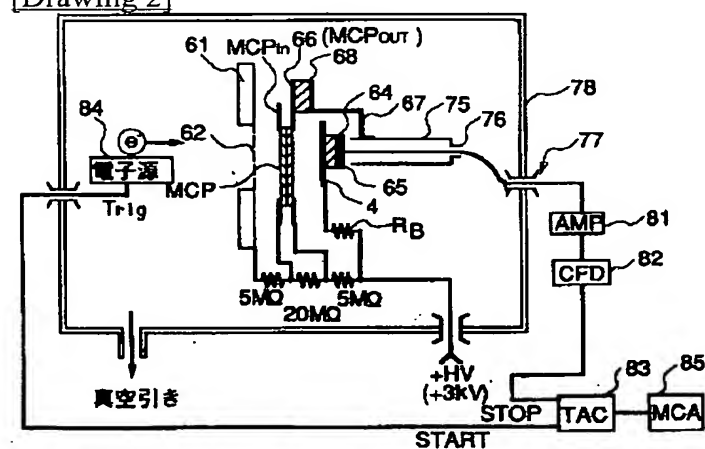 [Drawing 2]
61
MCPin
66 (MCPOUT)
68
64
67
75
76
78
84
62
77
e
電子源
MCP
Trig
65
4
RB
AMP
81
CFD
82
5MΩ
20MΩ
5MΩ
真空引き
+HV
(+3kV)
STOP
START
TAC
83
MCA
85